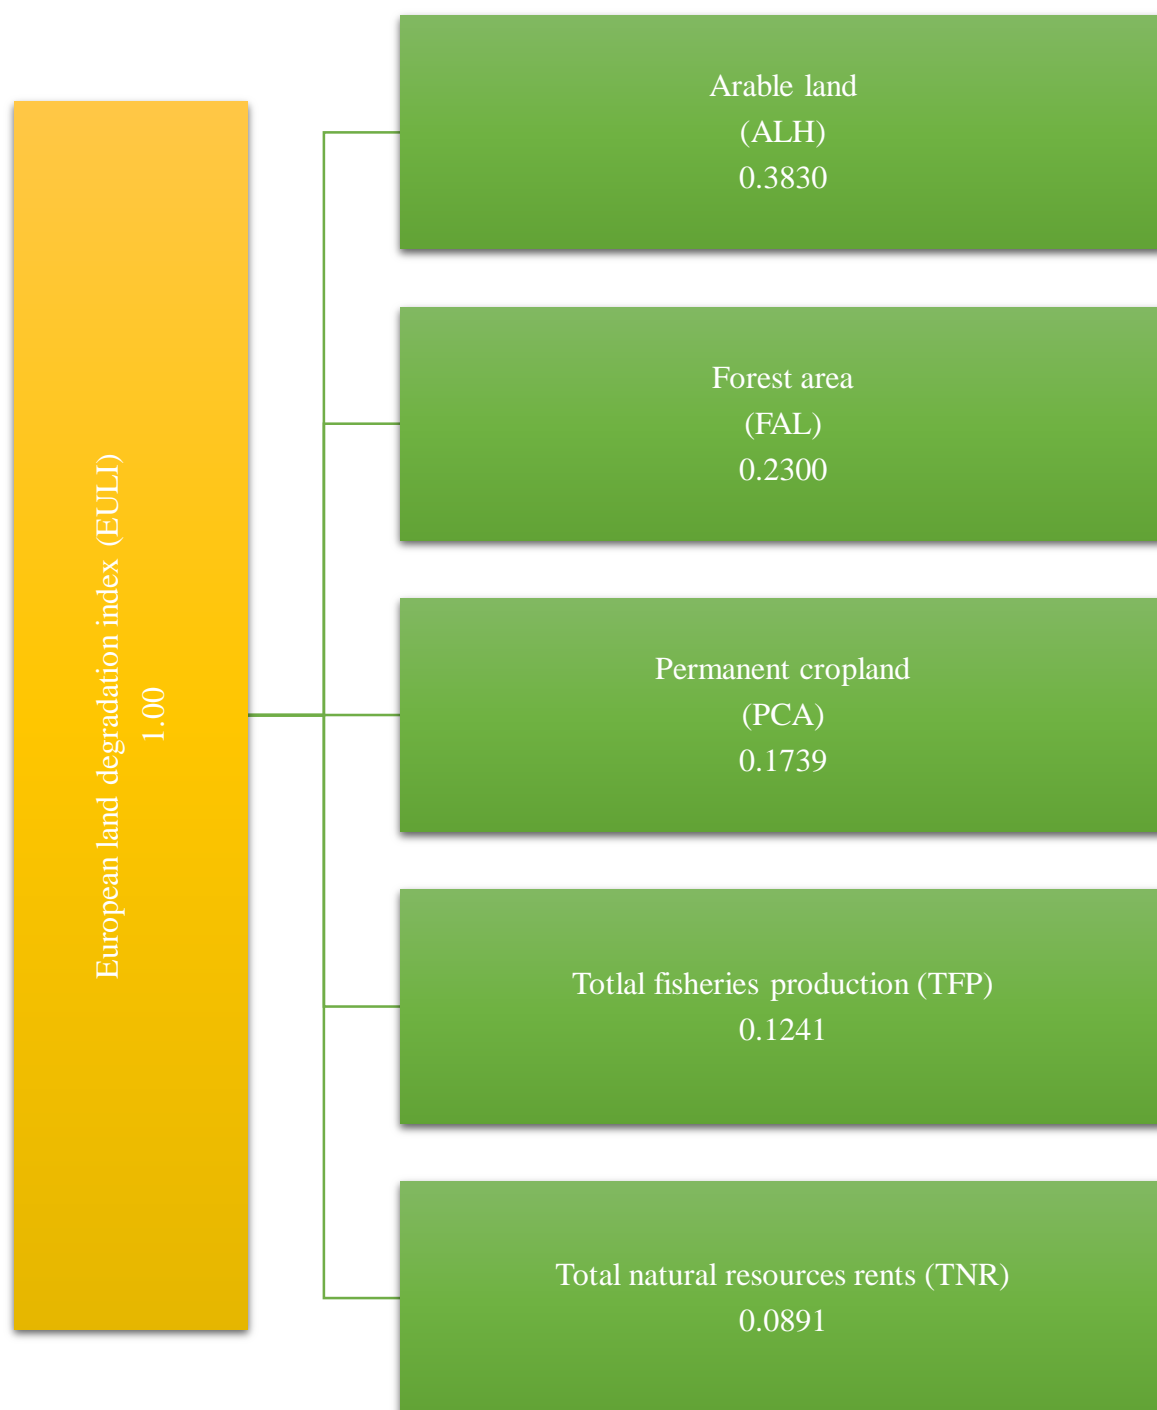 European land degradation index (EULI)
1.00
Arable land
(ALH)
0.3830
Forest area
(FAL)
0.2300
Permanent cropland
(PCA)
0.1739
Totlal fisheries production (TFP)
0.1241
Total natural resources rents (TNR)
0.0891